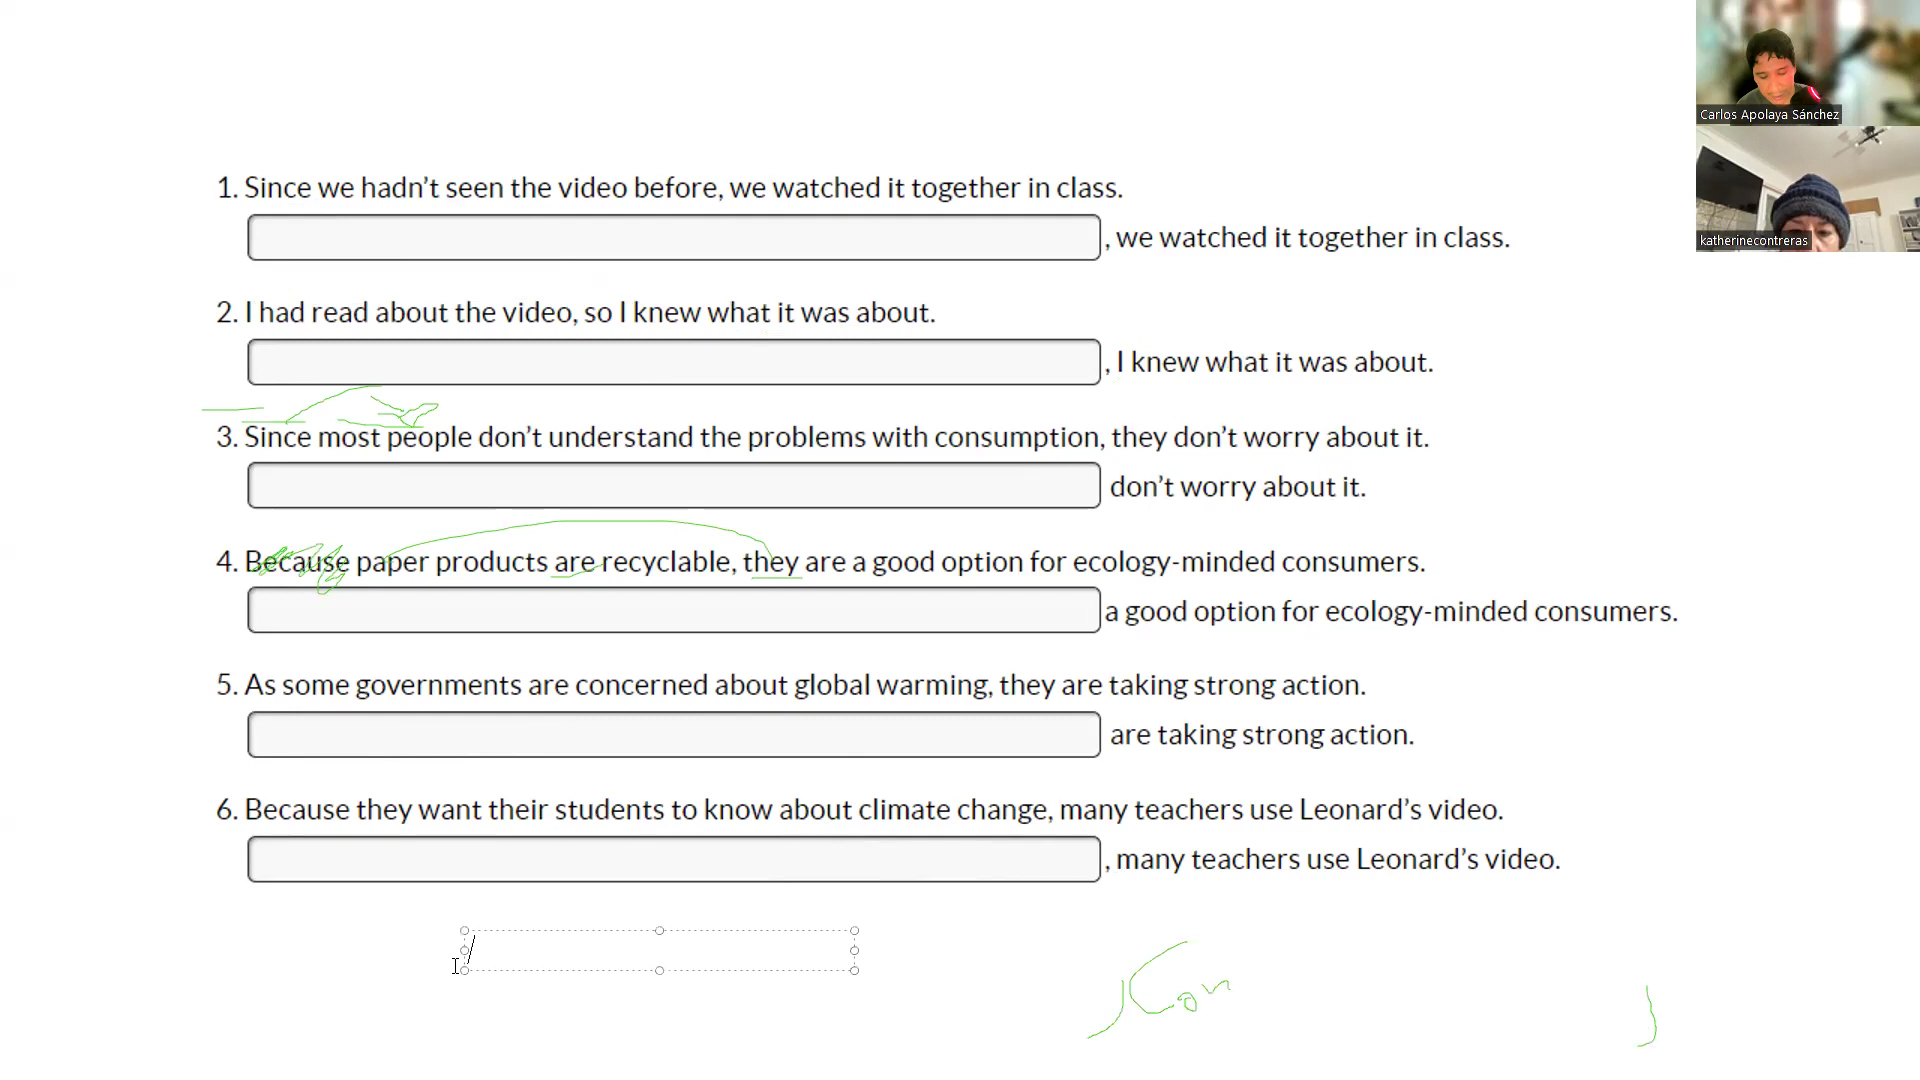 Carlos Apolaya Sánchez
katherinecontreras
1. Since we hadn’t seen the video before, we watched it together in class.
, we watched it together in class.
2. I had read about the video, so I knew what it was about.
, I knew what it was about.
3. Since most people don’t understand the problems with consumption, they don’t worry about it.
don’t worry about it.
4. Because paper products are recyclable, they are a good option for ecology-minded consumers.
a good option for ecology-minded consumers.
5. As some governments are concerned about global warming, they are taking strong action.
are taking strong action.
6. Because they want their students to know about climate change, many teachers use Leonard’s video.
, many teachers use Leonard’s video.
, Con ,